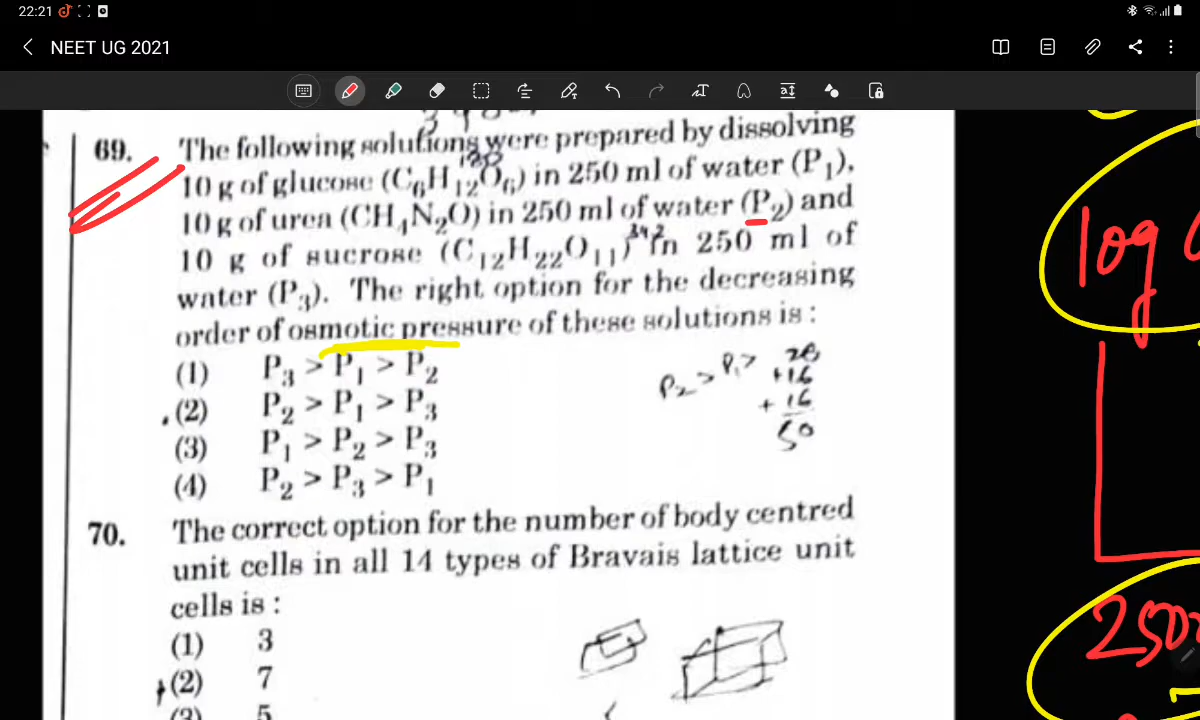 22:21
NEET UG 2021
69. The following solutions were prepared by dissolving
180
10 g of glucose (C₆H₁₂O₆) in 250 ml of water (P₁),
10 g of urea (CH₄N₂O) in 250 ml of water (P₂) and
342
10 g of sucrose (C₁₂H₂₂O₁₁) in 250 ml of
water (P₃). The right option for the decreasing
order of osmotic pressure of these solutions is :
(1) P₃ > P₁ > P₂
(2) P₂ > P₁ > P₃
(3) P₁ > P₂ > P₃
(4) P₂ > P₃ > P₁
P₂ > P₁ >
28
+16
+ 16
50
70. The correct option for the number of body centred
unit cells in all 14 types of Bravais lattice unit
cells is :
(1) 3
(2) 7
(3) 5
log
250